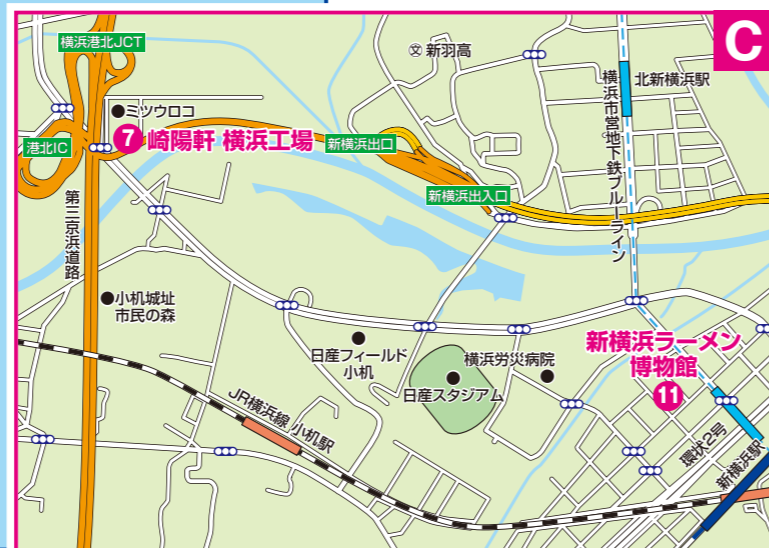 C
横浜港北JCT
新羽高
文
北新横浜駅
横浜市営地下鉄ブルーライン
ミツウロコ
7 崎陽軒 横浜工場
新横浜出口
港北IC
新横浜出入口
第三京浜道路
小机城址
市民の森
日産フィールド
小机
日産スタジアム
横浜労災病院
新横浜ラーメン
博物館
11
JR横浜線 小机駅
環状2号
新横浜駅